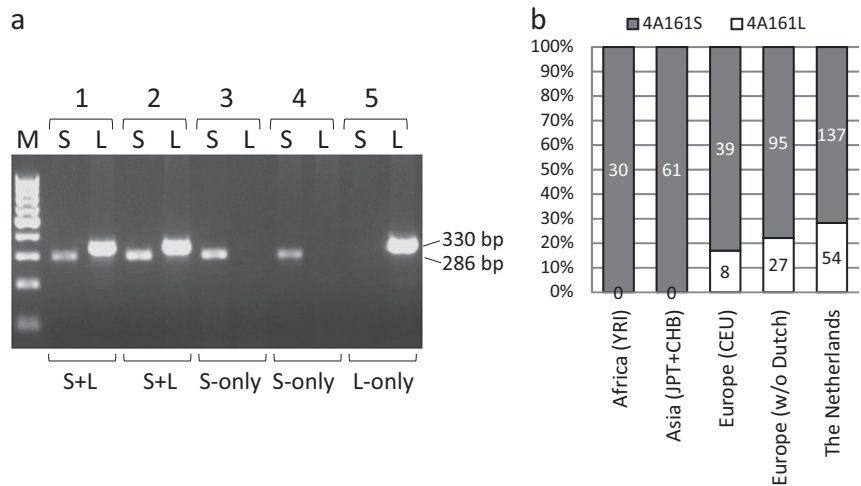 a
1 2 3 4 5
M S L S L S L S L S L
330 bp
286 bp
S+L S+L S-only S-only L-only
b
4A161S 4A161L
100%
90%
80%
70%
60%
50%
40%
30%
20%
10%
0%
30 61 39 95 137
0 0 8 27 54
Africa (YRI)
Asia (JPT+CHB)
Europe (CEU)
Europe (w/o Dutch)
The Netherlands